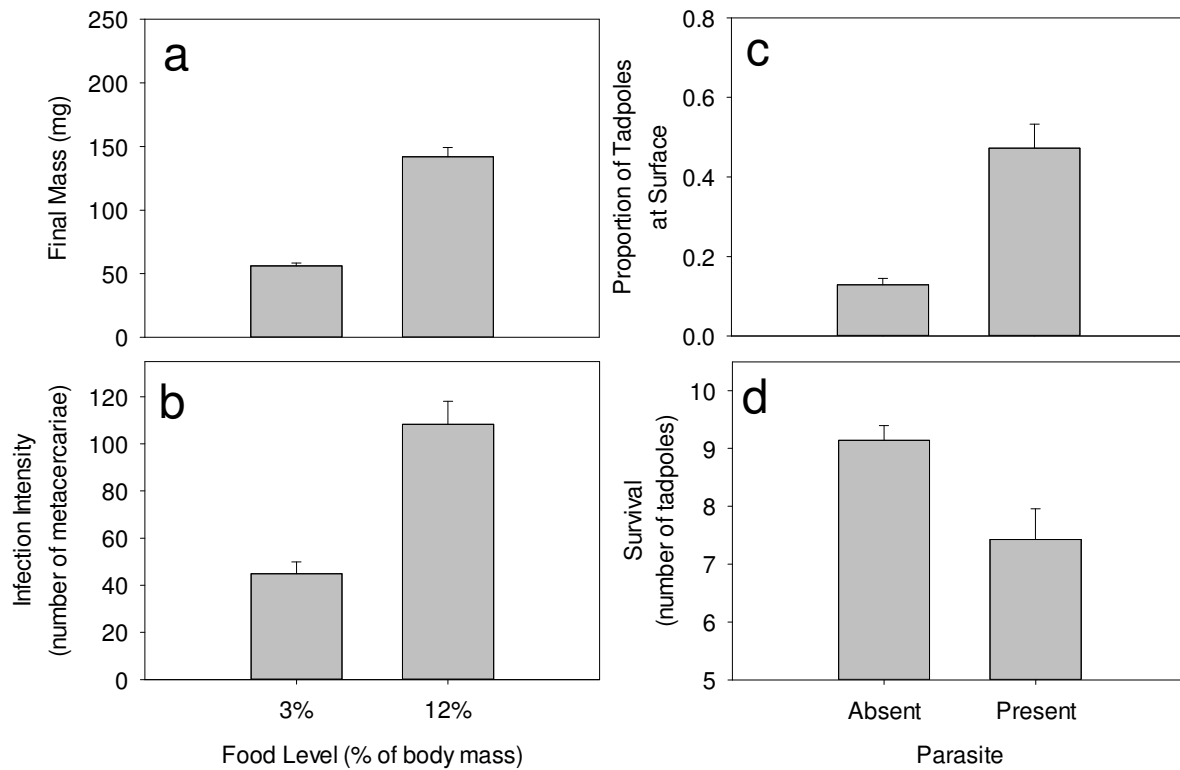 a
Final Mass (mg)
250
200
150
100
50
0
b
Infection Intensity
(number of metacercariae)
120
100
80
60
40
20
0
3%
12%
Food Level (% of body mass)
c
Proportion of Tadpoles
at Surface
0.8
0.6
0.4
0.2
0.0
d
Survival
(number of tadpoles)
10
9
8
7
6
5
Absent
Present
Parasite